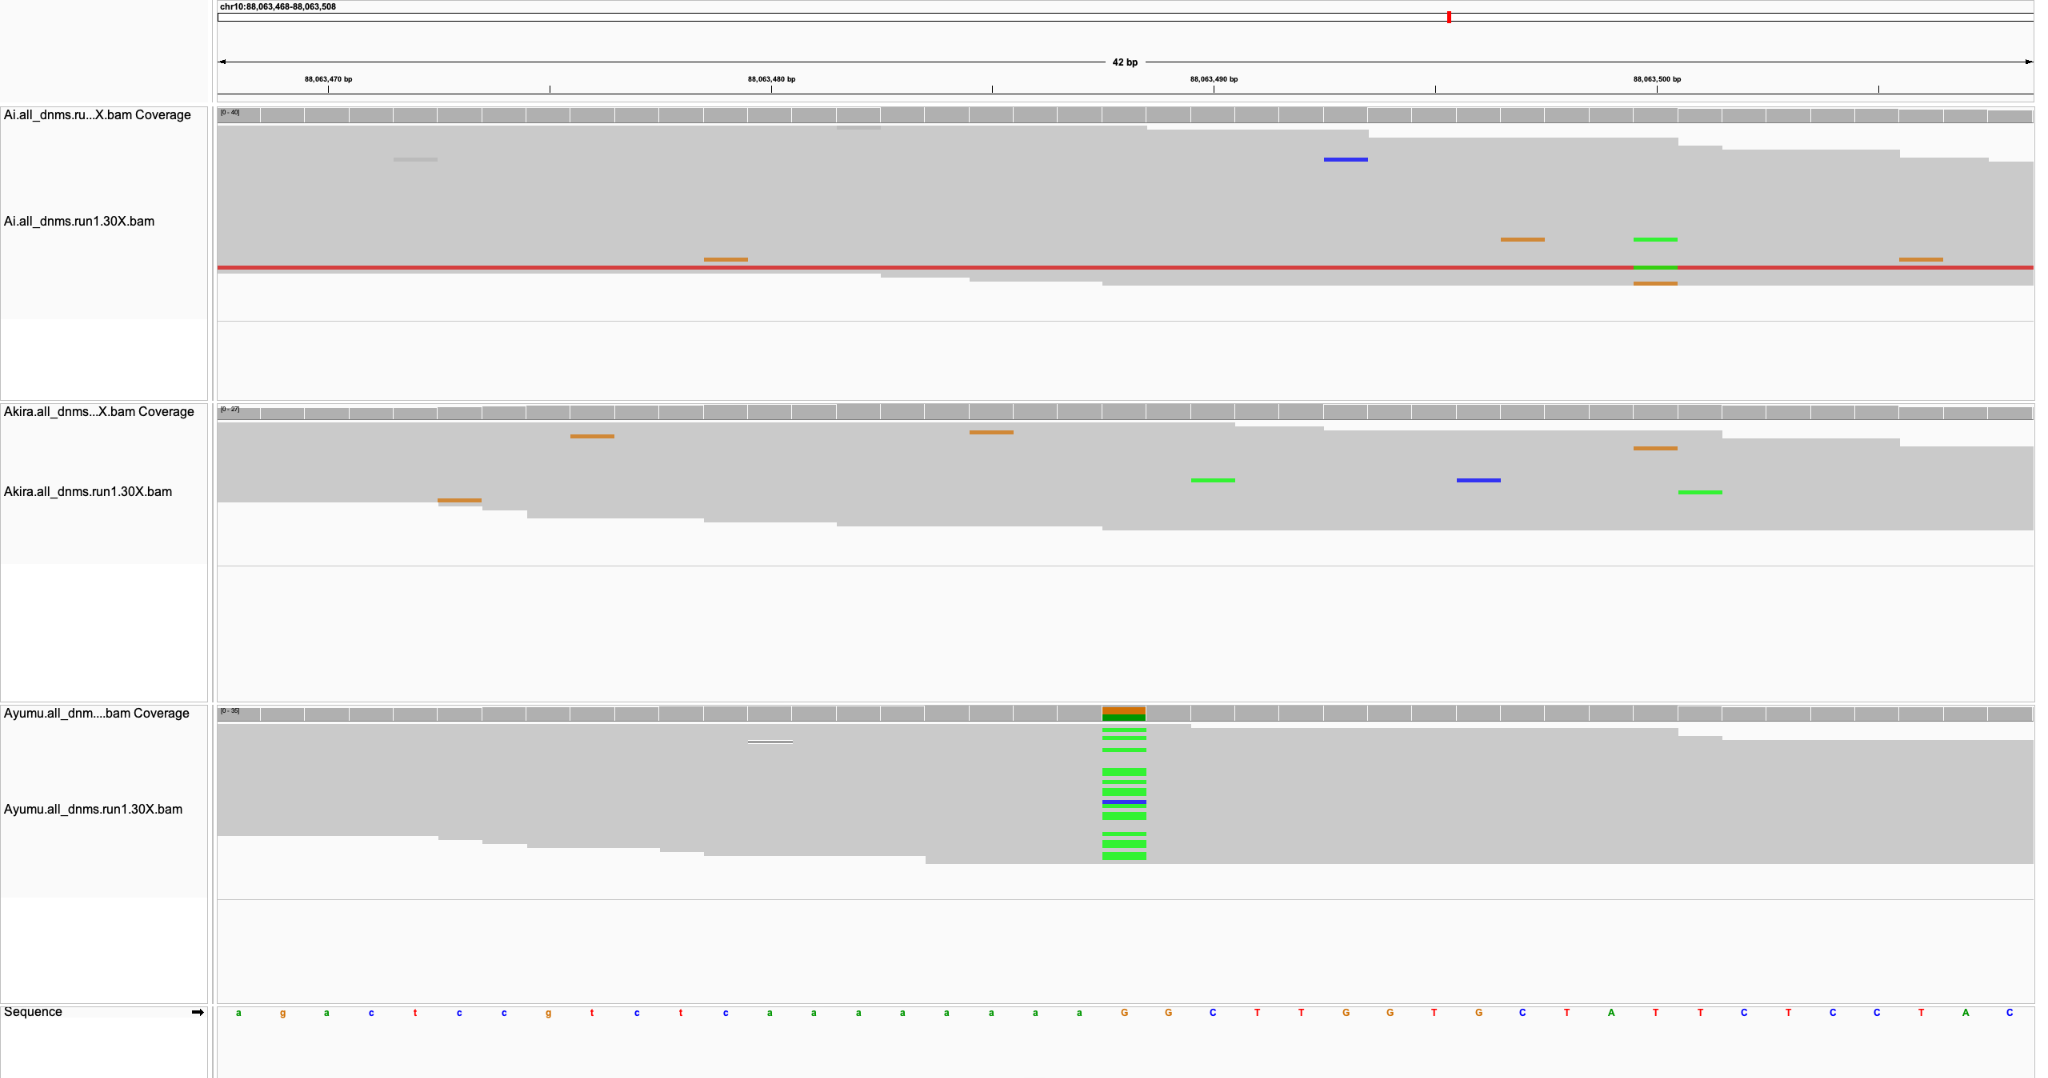 chr10:88,063,468-88,063,508
42 bp
88,063,470 bp 88,063,480 bp 88,063,490 bp 88,063,500 bp
Ai.all_dnms.ru...X.bam Coverage [0 - 40]
Ai.all_dnms.run1.30X.bam
Akira.all_dnms...X.bam Coverage [0 - 27]
Akira.all_dnms.run1.30X.bam
Ayumu.all_dnm....bam Coverage [0 - 35]
Ayumu.all_dnms.run1.30X.bam
Sequence a g a c t c c g t c t c a a a a a a a a G G C T T G G T G C T A T T C T C C T A C